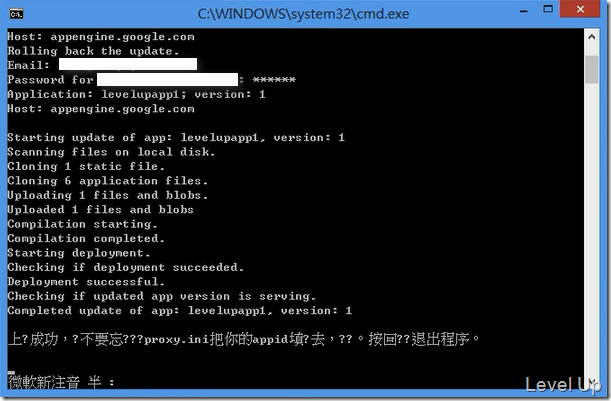 C:\WINDOWS\system32\cmd.exe
Host: appengine.google.com
Rolling back the update.
Email:
Password for : ******
Application: levelupapp1; version: 1
Host: appengine.google.com
Starting update of app: levelupapp1, version: 1
Scanning files on local disk.
Cloning 1 static file.
Cloning 6 application files.
Uploading 1 files and blobs.
Uploaded 1 files and blobs
Compilation starting.
Compilation completed.
Starting deployment.
Checking if deployment succeeded.
Deployment successful.
Checking if updated app version is serving.
Completed update of app: levelupapp1, version: 1
上?成功，?不要忘???proxy.ini把你的appid填?去，??。按回??退出程序。
微軟新注音 半 :
Level Up